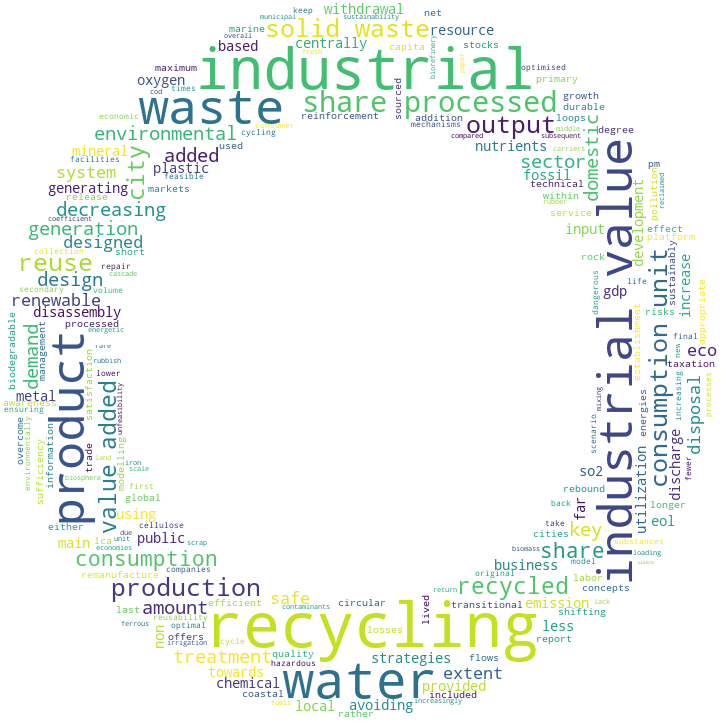 keep
municipal
sustainability
withdrawal
net
marine
capita
resource
overall
solid waste
centrally
stocks
based
industrial
maximum
optimised
oxygen
cod
times
waste
share processed
sourced
biorefinery
primary
growth
durable
economic
environmental
consumer
cycling
reinforcement
addition
mechanisms
output
compared
subsequent
loops
mineral
facilities
city
added
used
nutrients
middle
degree
domestic
carriers
system
plastic
feasible
sector
fossil
within
pm
generating
markets
technical
pollution
reclaimed
release
decreasing
rubber
service
development
coefficient
generation
designed
input
effect
platform
collection
short
rock
reuse
repair
cascade
design
secondary
volume
dangerous
life
sustainably
renewable
energetic
gdp
increase
appropriate
disassembly
risks
biodegradable
demand
management
processed
establishment
industrial value
consumption unit
final
product
rare
rubbish
satisfaction
lower
unfeasibility
eco
taxation
new
metal
awareness
ensuring
increasing
processes
energies
mixing
scenario
disposal
overcome
environmentally
sufficiency
information
trade
value added
modelling
land
biosphere
iron
scale
first
global
utilization
discharge
fewer
so2
rebound
far
back
longer
using
either
cellulose
due
unit
take
cities
key
eol
main
lca
public
economies
scrap
share
substances
loading
consumption
companies
business
biomass
model
uses
remanufacture
original
production
return
recycled
labor
concepts
last
amount
efficient
safe
circular
lived
transitional
emission
shifting
non
reusability
contaminants
optimal
offers
recycling
ferrous
irrigation
losses
less
lack
report
treatment
cycle
quality
hazardous
water
strategies
flows
towards
extent
chemical
coastal
provided
included
fuels
local
avoiding
increasingly
rather